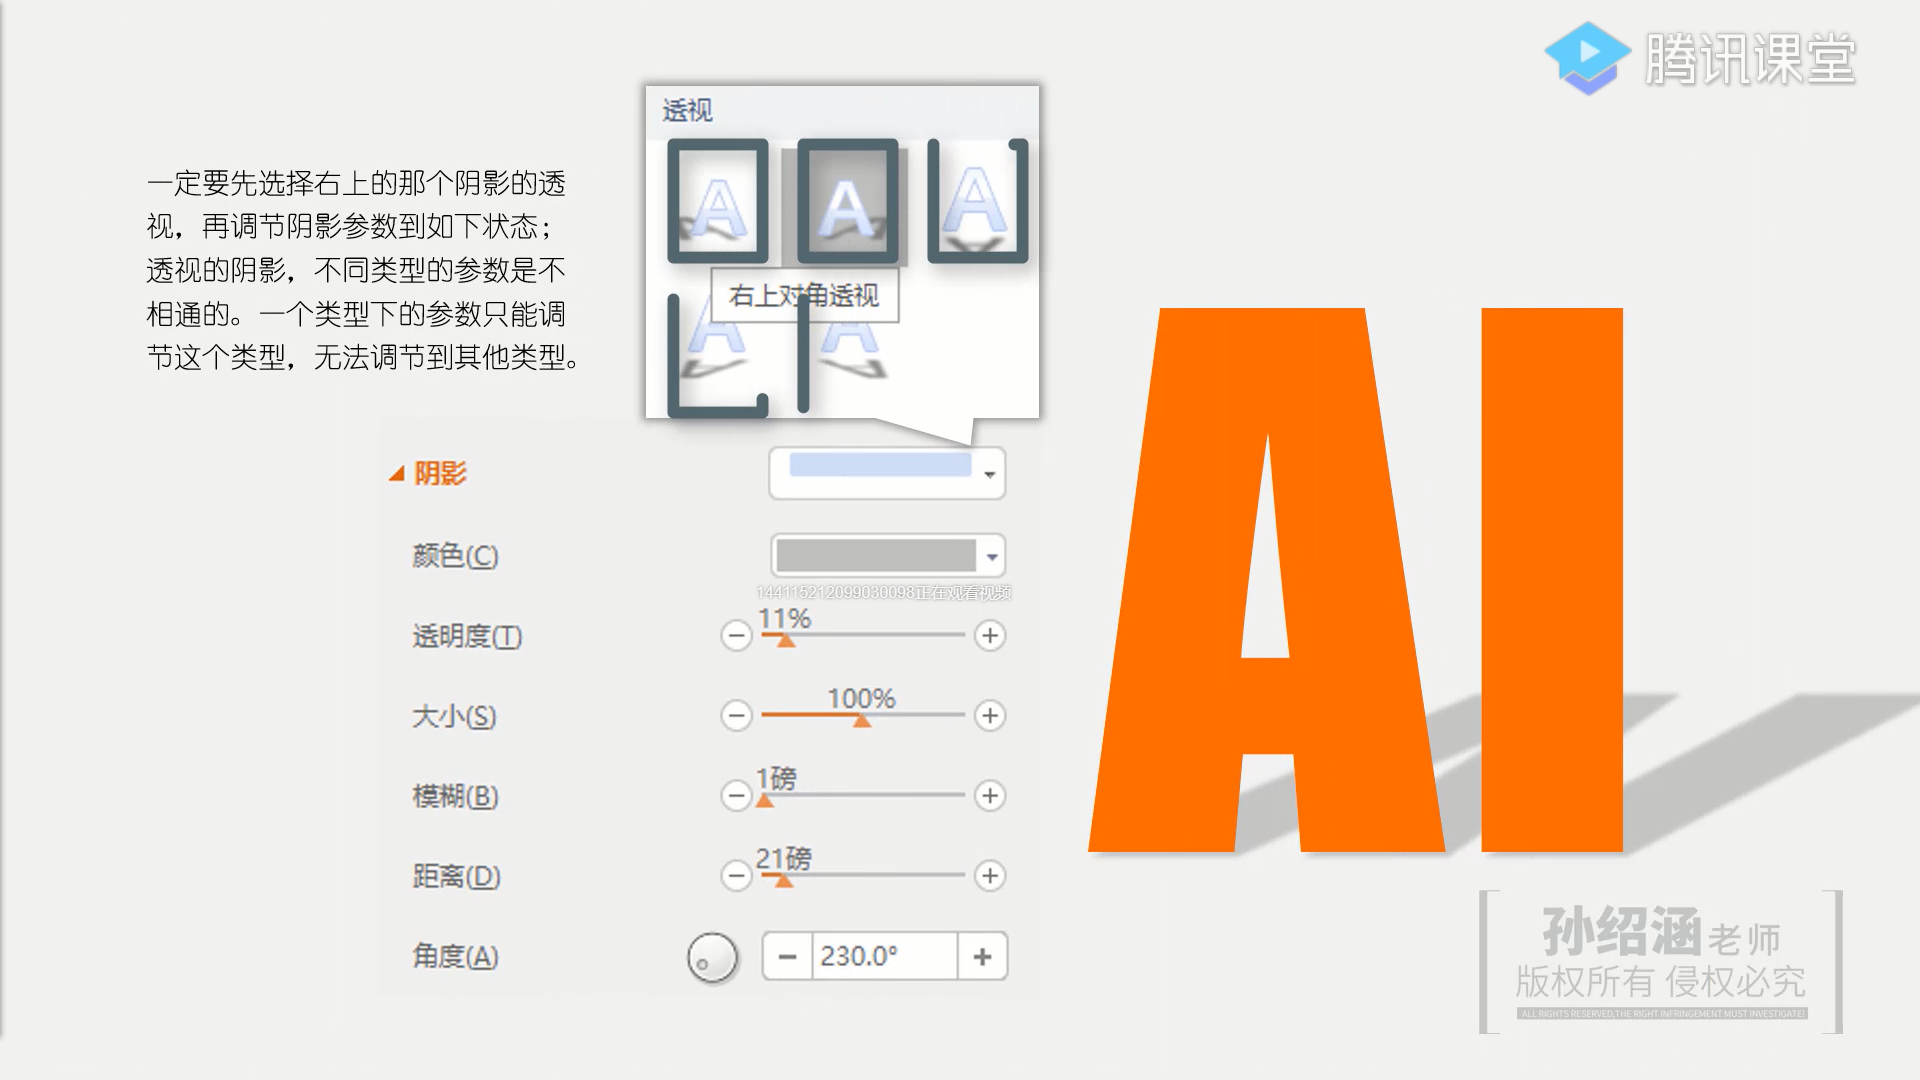 腾讯课堂
透视
右上对角透视
一定要先选择右上的那个阴影的透
视，再调节阴影参数到如下状态；
透视的阴影，不同类型的参数是不
相通的。一个类型下的参数只能调
节这个类型，无法调节到其他类型。
阴影
颜色(C)
144115212099030098正在观看视频
透明度(T) 11%
大小(S) 100%
模糊(B) 1磅
距离(D) 21磅
角度(A) 230.0°
AI
孙绍涵老师
版权所有 侵权必究
ALL RIGHTS RESERVED,THE RIGHT INFRINGEMENT MUST INVESTIGATE!